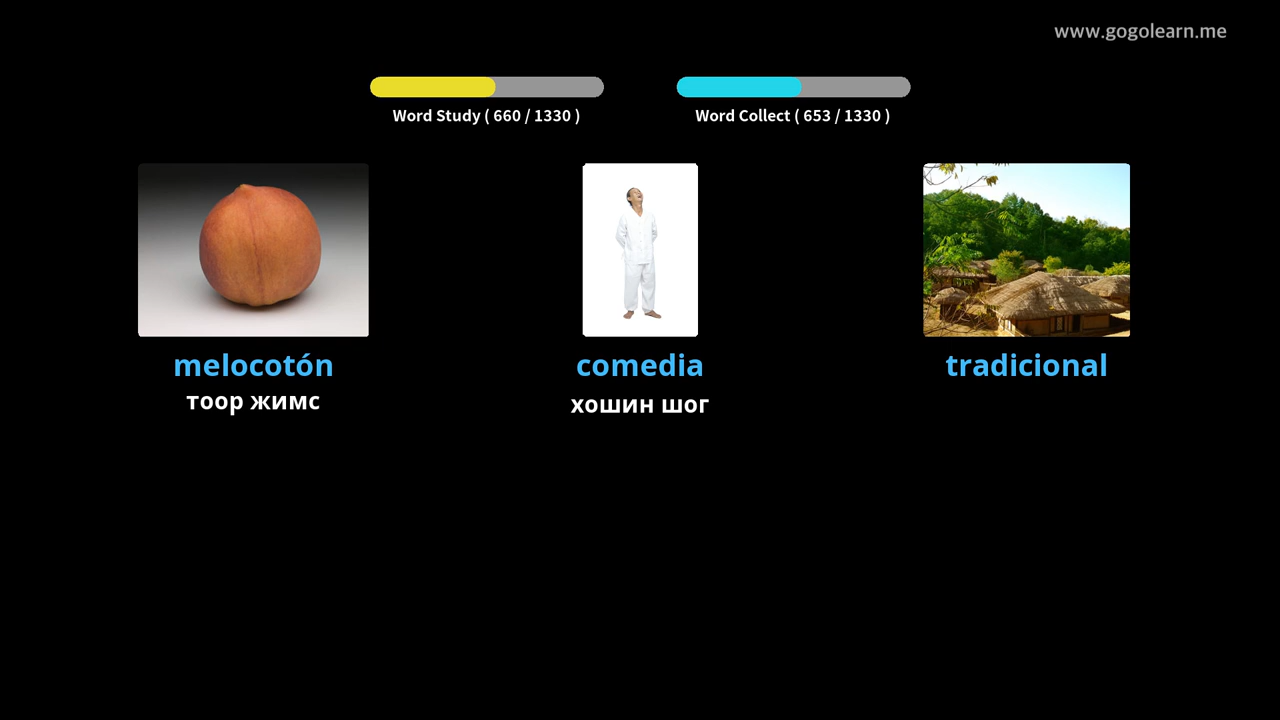 www.gogolearn.me
Word Study ( 660 / 1330 )
Word Collect ( 653 / 1330 )
melocotón
тоор жимс
comedia
хошин шог
tradicional